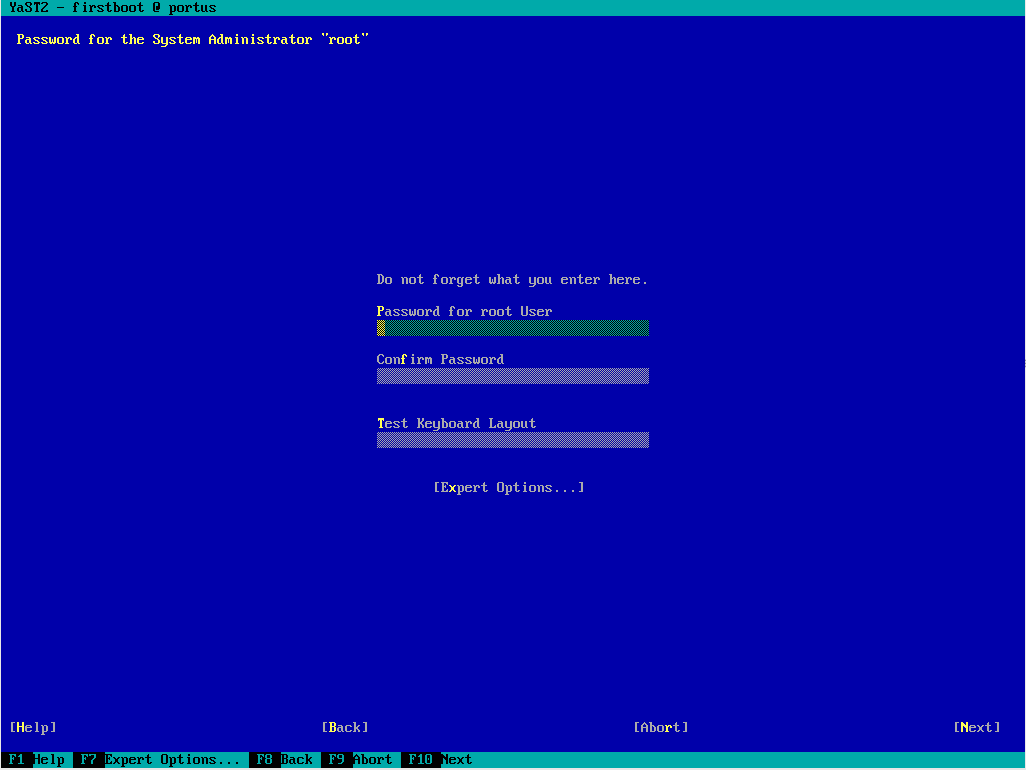 YaST2 - firstboot @ portus
Password for the System Administrator "root"
Do not forget what you enter here.
Password for root User
Confirm Password
Test Keyboard Layout
[Expert Options...]
[Help] [Back] [Abort] [Next]
F1 Help F7 Expert Options... F8 Back F9 Abort F10 Next